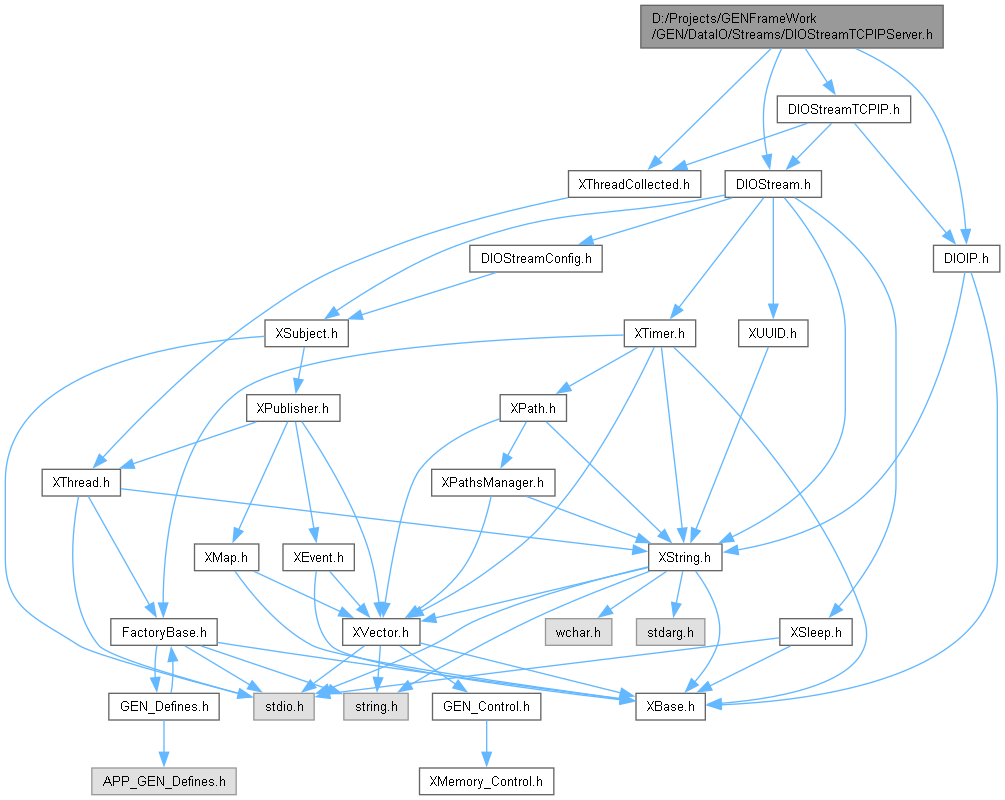 D:/Projects/GENFrameWork
/GEN/DataIO/Streams/DIOStreamTCPIPServer.h
DIOStreamTCPIP.h
XThreadCollected.h
DIOStream.h
DIOStreamConfig.h
DIOIP.h
XSubject.h
XTimer.h
XUUID.h
XPublisher.h
XPath.h
XThread.h
XPathsManager.h
XMap.h
XEvent.h
XString.h
FactoryBase.h
XVector.h
wchar.h
stdarg.h
XSleep.h
GEN_Defines.h
stdio.h
string.h
GEN_Control.h
XBase.h
APP_GEN_Defines.h
XMemory_Control.h